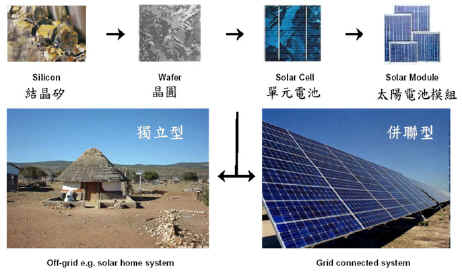 Silicon
結晶矽
Wafer
晶圓
Solar Cell
單元電池
Solar Module
太陽電池模組
獨立型
併聯型
Off-grid e.g. solar home system
Grid connected system